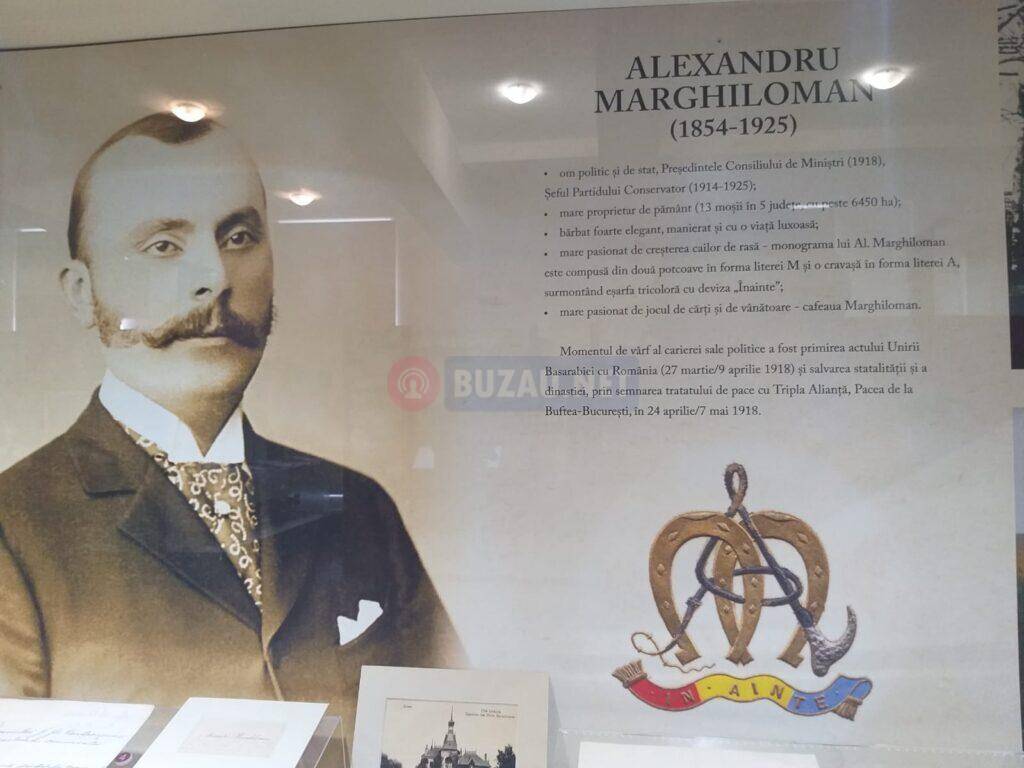 ALEXANDRU
MARGHILOMAN
(1854-1925)
• om politic și de stat, Președintele Consiliului de Miniștri (1918),
Șeful Partidului Conservator (1914-1925);
• mare proprietar de pământ (13 moșii în 5 județe, cu peste 6450 ha);
• bărbat foarte elegant, manierat și cu o viață luxoasă;
• mare pasionat de creșterea cailor de rasă - monograma lui Al. Marghiloman
este compusă din două potcoave în forma literei M și o cravașă în forma literei A,
surmontând eșarfa tricoloră cu deviza „Înainte";
• mare pasionat de jocul de cărți și de vânătoare - cafeaua Marghiloman.
Momentul de vârf al carierei sale politice a fost primirea actului Unirii
Basarabiei cu România (27 martie/9 aprilie 1918) și salvarea statalității și a
dinastiei, prin semnarea tratatului de pace cu Tripla Alianță, Pacea de la
Buftea-București, în 24 aprilie/7 mai 1918.
BUZAU.NET
IN·AINTE